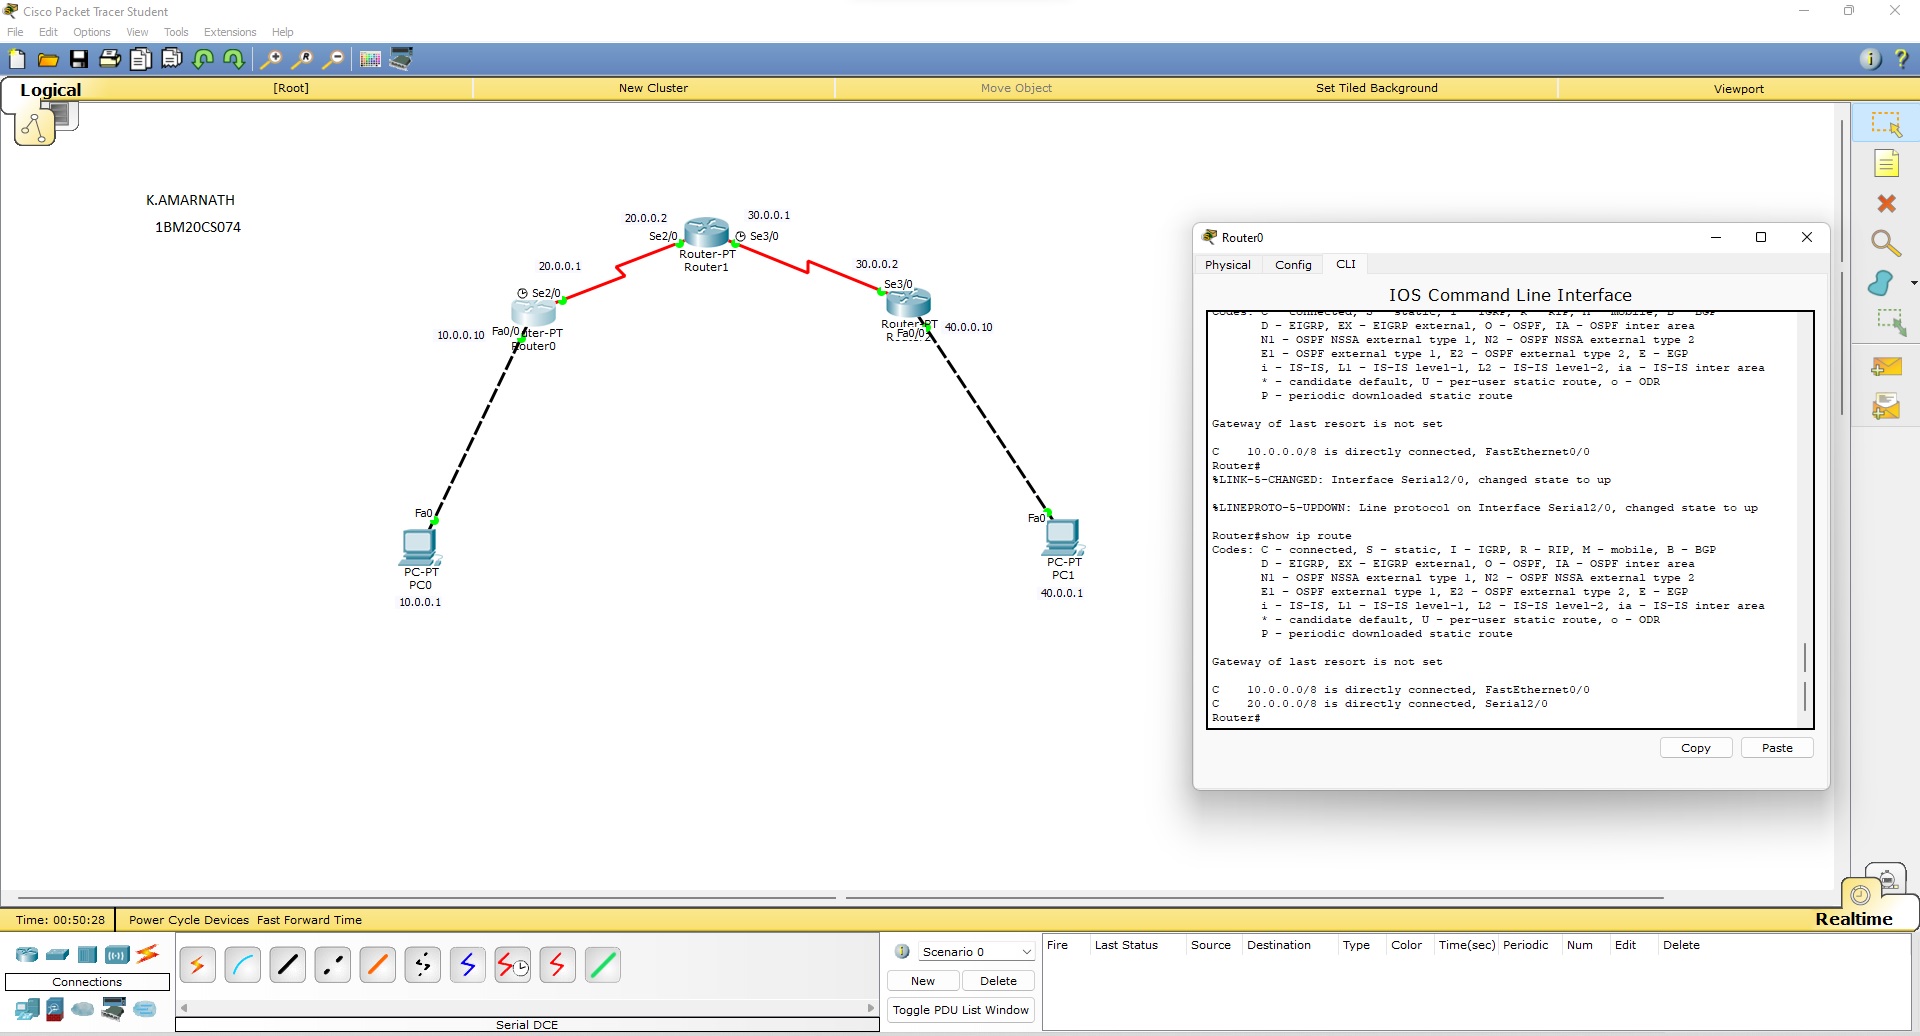 Cisco Packet Tracer Student
File Edit Options View Tools Extensions Help
Logical [Root] New Cluster Move Object Set Tiled Background Viewport
K.AMARNATH
1BM20CS074
20.0.0.2
30.0.0.1
Se2/0
Se3/0
Router-PT
Router1
20.0.0.1
30.0.0.2
Se2/0
Se3/0
10.0.0.10
Fa0/0
uter-PT
Router0
Router-PT
Fa0/0
40.0.0.10
Fa0
PC-PT
PC0
10.0.0.1
Fa0
PC-PT
PC1
40.0.0.1
Router0
Physical Config CLI
IOS Command Line Interface
Codes: C - connected, S - static, I - IGRP, R - RIP, M - mobile, B - BGP
D - EIGRP, EX - EIGRP external, O - OSPF, IA - OSPF inter area
N1 - OSPF NSSA external type 1, N2 - OSPF NSSA external type 2
E1 - OSPF external type 1, E2 - OSPF external type 2, E - EGP
i - IS-IS, L1 - IS-IS level-1, L2 - IS-IS level-2, ia - IS-IS inter area
* - candidate default, U - per-user static route, o - ODR
P - periodic downloaded static route
Gateway of last resort is not set
C 10.0.0.0/8 is directly connected, FastEthernet0/0
Router#
%LINK-5-CHANGED: Interface Serial2/0, changed state to up
%LINEPROTO-5-UPDOWN: Line protocol on Interface Serial2/0, changed state to up
Router#show ip route
Codes: C - connected, S - static, I - IGRP, R - RIP, M - mobile, B - BGP
D - EIGRP, EX - EIGRP external, O - OSPF, IA - OSPF inter area
N1 - OSPF NSSA external type 1, N2 - OSPF NSSA external type 2
E1 - OSPF external type 1, E2 - OSPF external type 2, E - EGP
i - IS-IS, L1 - IS-IS level-1, L2 - IS-IS level-2, ia - IS-IS inter area
* - candidate default, U - per-user static route, o - ODR
P - periodic downloaded static route
Gateway of last resort is not set
C 10.0.0.0/8 is directly connected, FastEthernet0/0
C 20.0.0.0/8 is directly connected, Serial2/0
Router#
Copy Paste
Time: 00:50:28 Power Cycle Devices Fast Forward Time
Realtime
Connections
Serial DCE
Scenario 0
New Delete
Toggle PDU List Window
Fire Last Status Source Destination Type Color Time(sec) Periodic Num Edit Delete